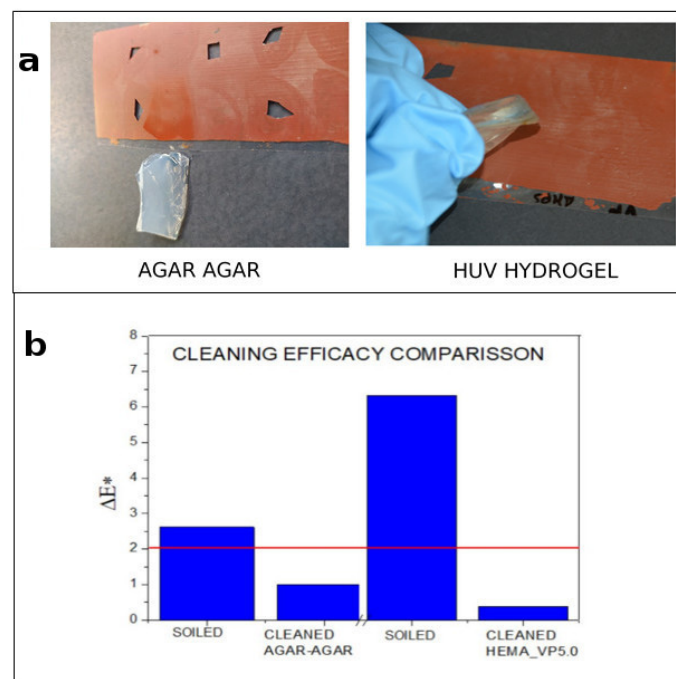 a
AGAR AGAR
HUV HYDROGEL
b
CLEANING EFFICACY COMPARISSON
8
7
6
5
4
3
2
1
0
ΔE*
SOILED
CLEANED
AGAR-AGAR
SOILED
CLEANED
HEMA_VP5.0